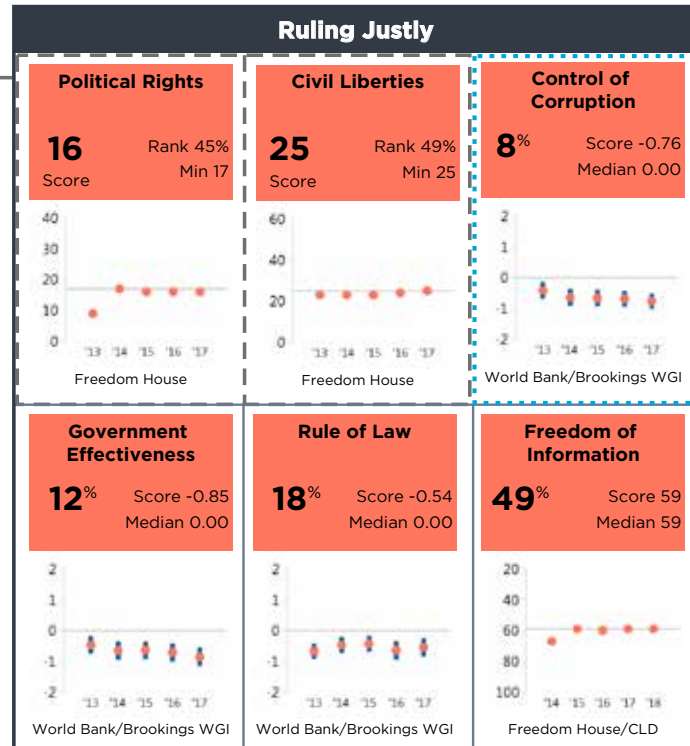 Ruling Justly
Political Rights
16
Score
Rank 45%
Min 17
40
30
20
10
0
'13 '14 '15 '16 '17
Freedom House
Civil Liberties
25
Score
Rank 49%
Min 25
60
40
20
0
'13 '14 '15 '16 '17
Freedom House
Control of
Corruption
8%
Score -0.76
Median 0.00
2
1
0
-1
-2
'13 '14 '15 '16 '17
World Bank/Brookings WGI
Government
Effectiveness
12%
Score -0.85
Median 0.00
2
1
0
-1
-2
'13 '14 '15 '16 '17
World Bank/Brookings WGI
Rule of Law
18%
Score -0.54
Median 0.00
2
1
0
-1
-2
'13 '14 '15 '16 '17
World Bank/Brookings WGI
Freedom of
Information
49%
Score 59
Median 59
20
40
60
80
100
'14 '15 '16 '17 '18
Freedom House/CLD